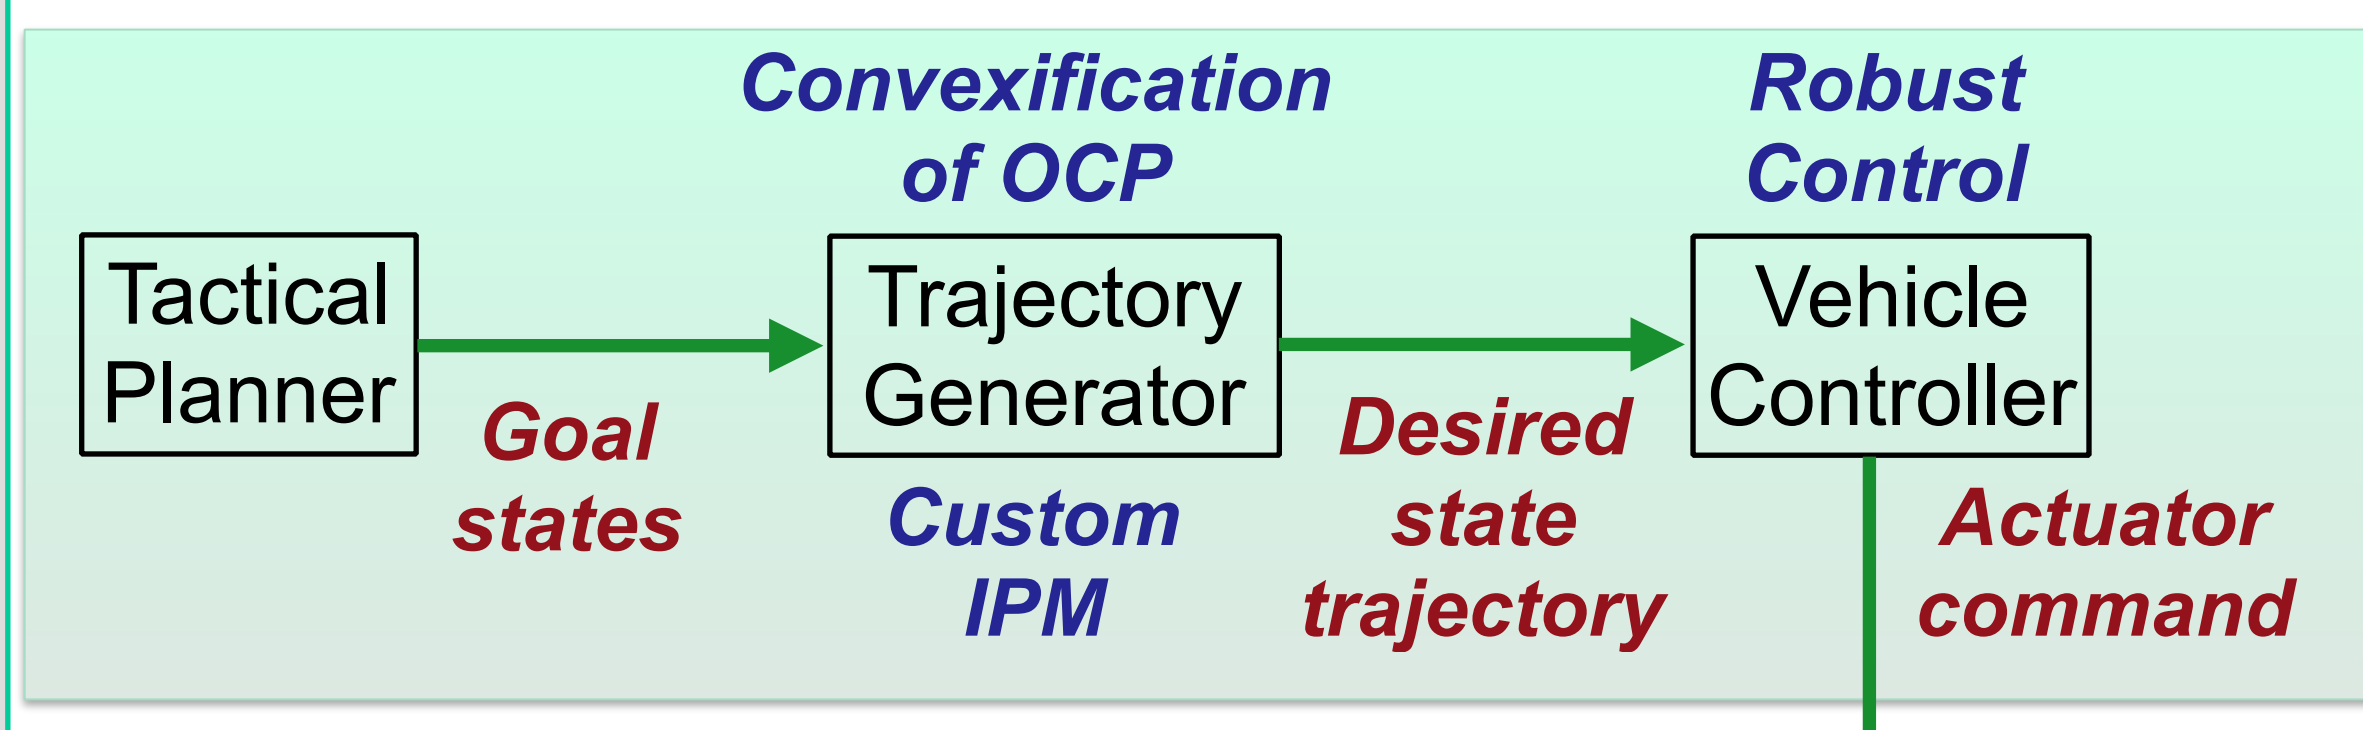 Convexification
of OCP
Robust
Control
Tactical
Planner
Trajectory
Generator
Vehicle
Controller
Goal
states
Custom
IPM
Desired
state
trajectory
Actuator
command